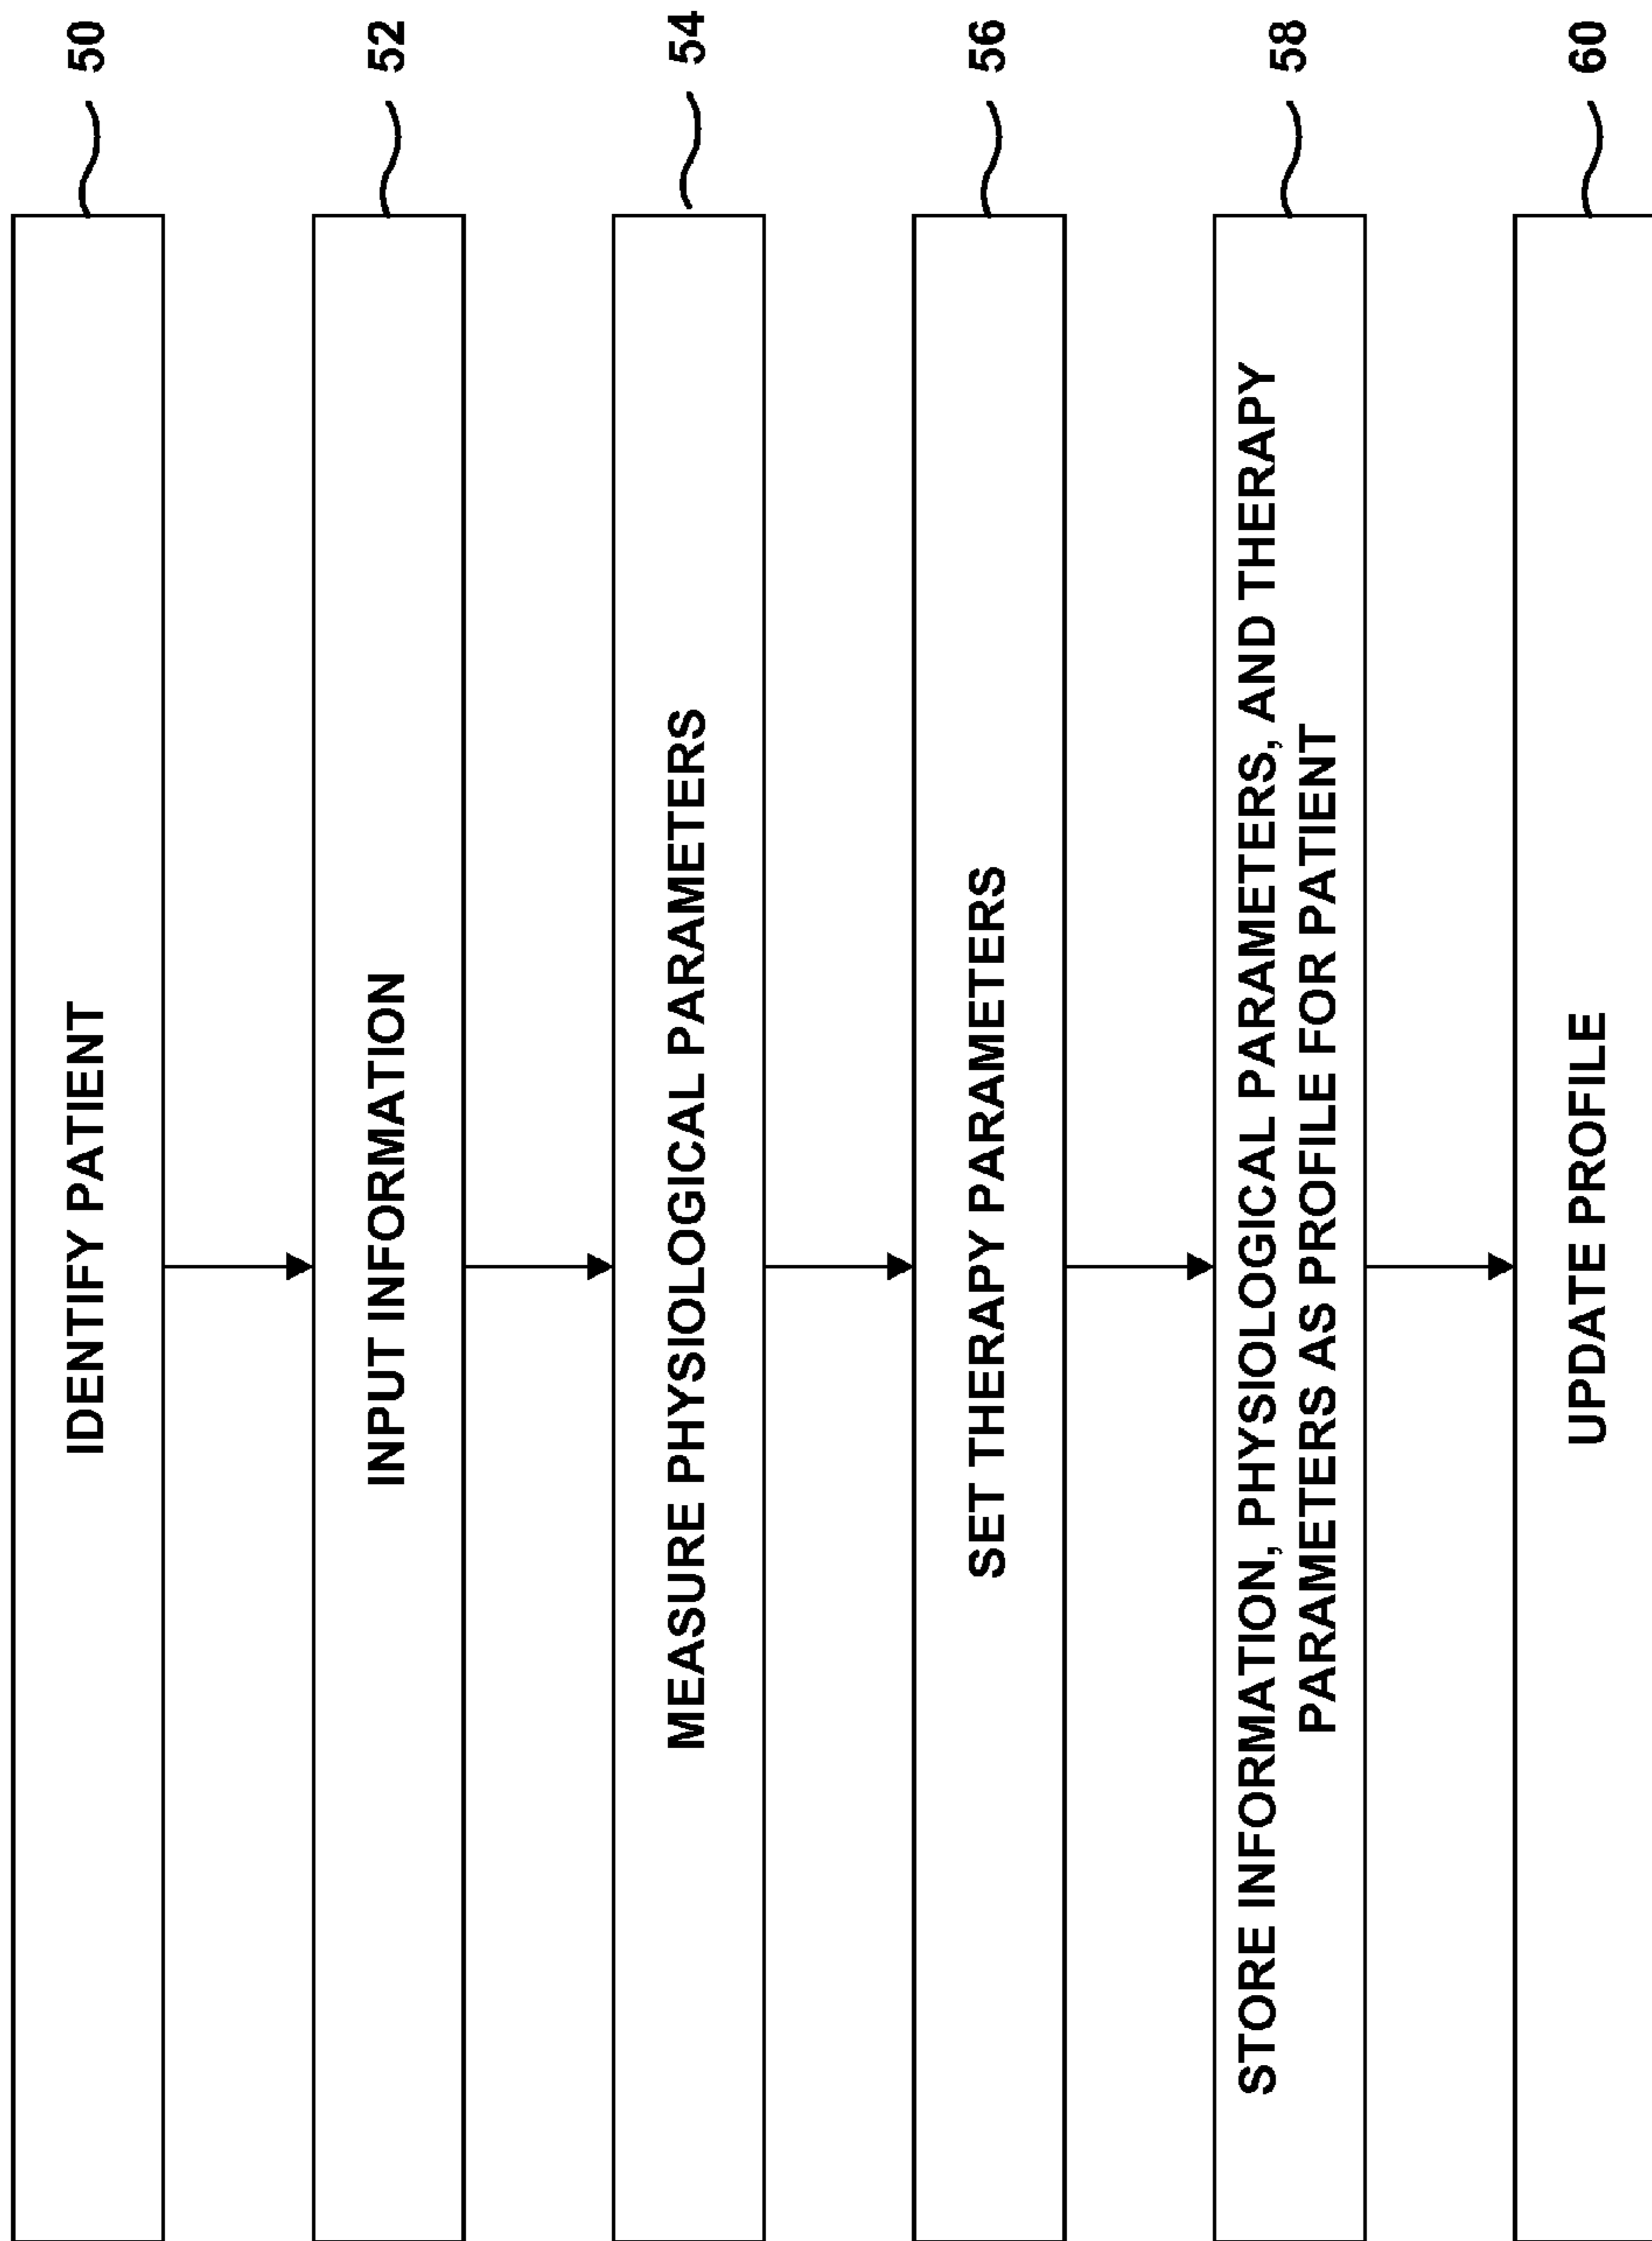 IDENTIFY PATIENT
50
INPUT INFORMATION
52
MEASURE PHYSIOLOGICAL PARAMETERS
54
SET THERAPY PARAMETERS
56
STORE INFORMATION, PHYSIOLOGICAL PARAMETERS, AND THERAPY
PARAMETERS AS PROFILE FOR PATIENT
58
UPDATE PROFILE
60